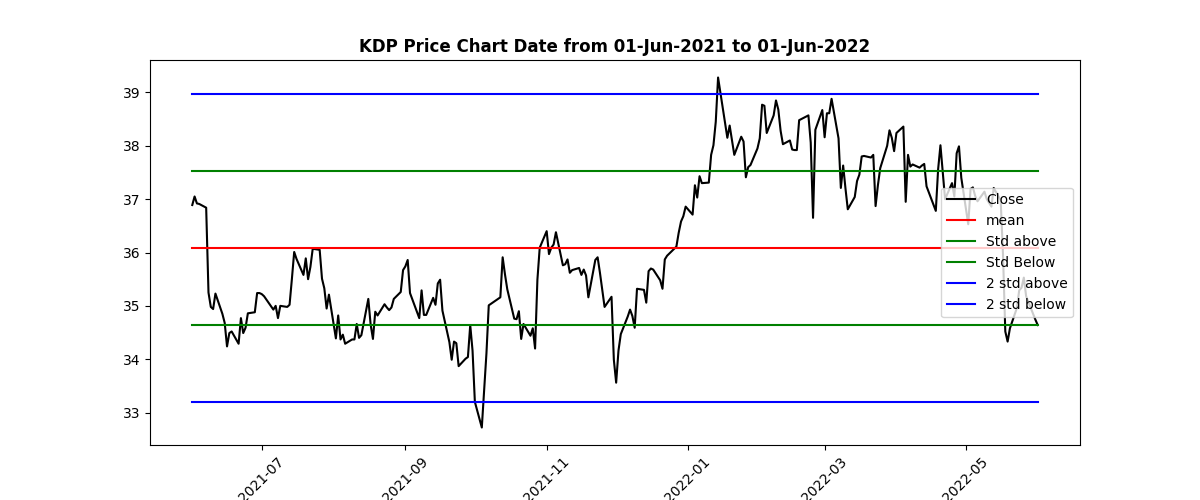 KDP Price Chart Date from 01-Jun-2021 to 01-Jun-2022
39
38
37
36
35
34
33
Close
mean
Std above
Std Below
2 std above
2 std below
2021-07
2021-09
2021-11
2022-01
2022-03
2022-05